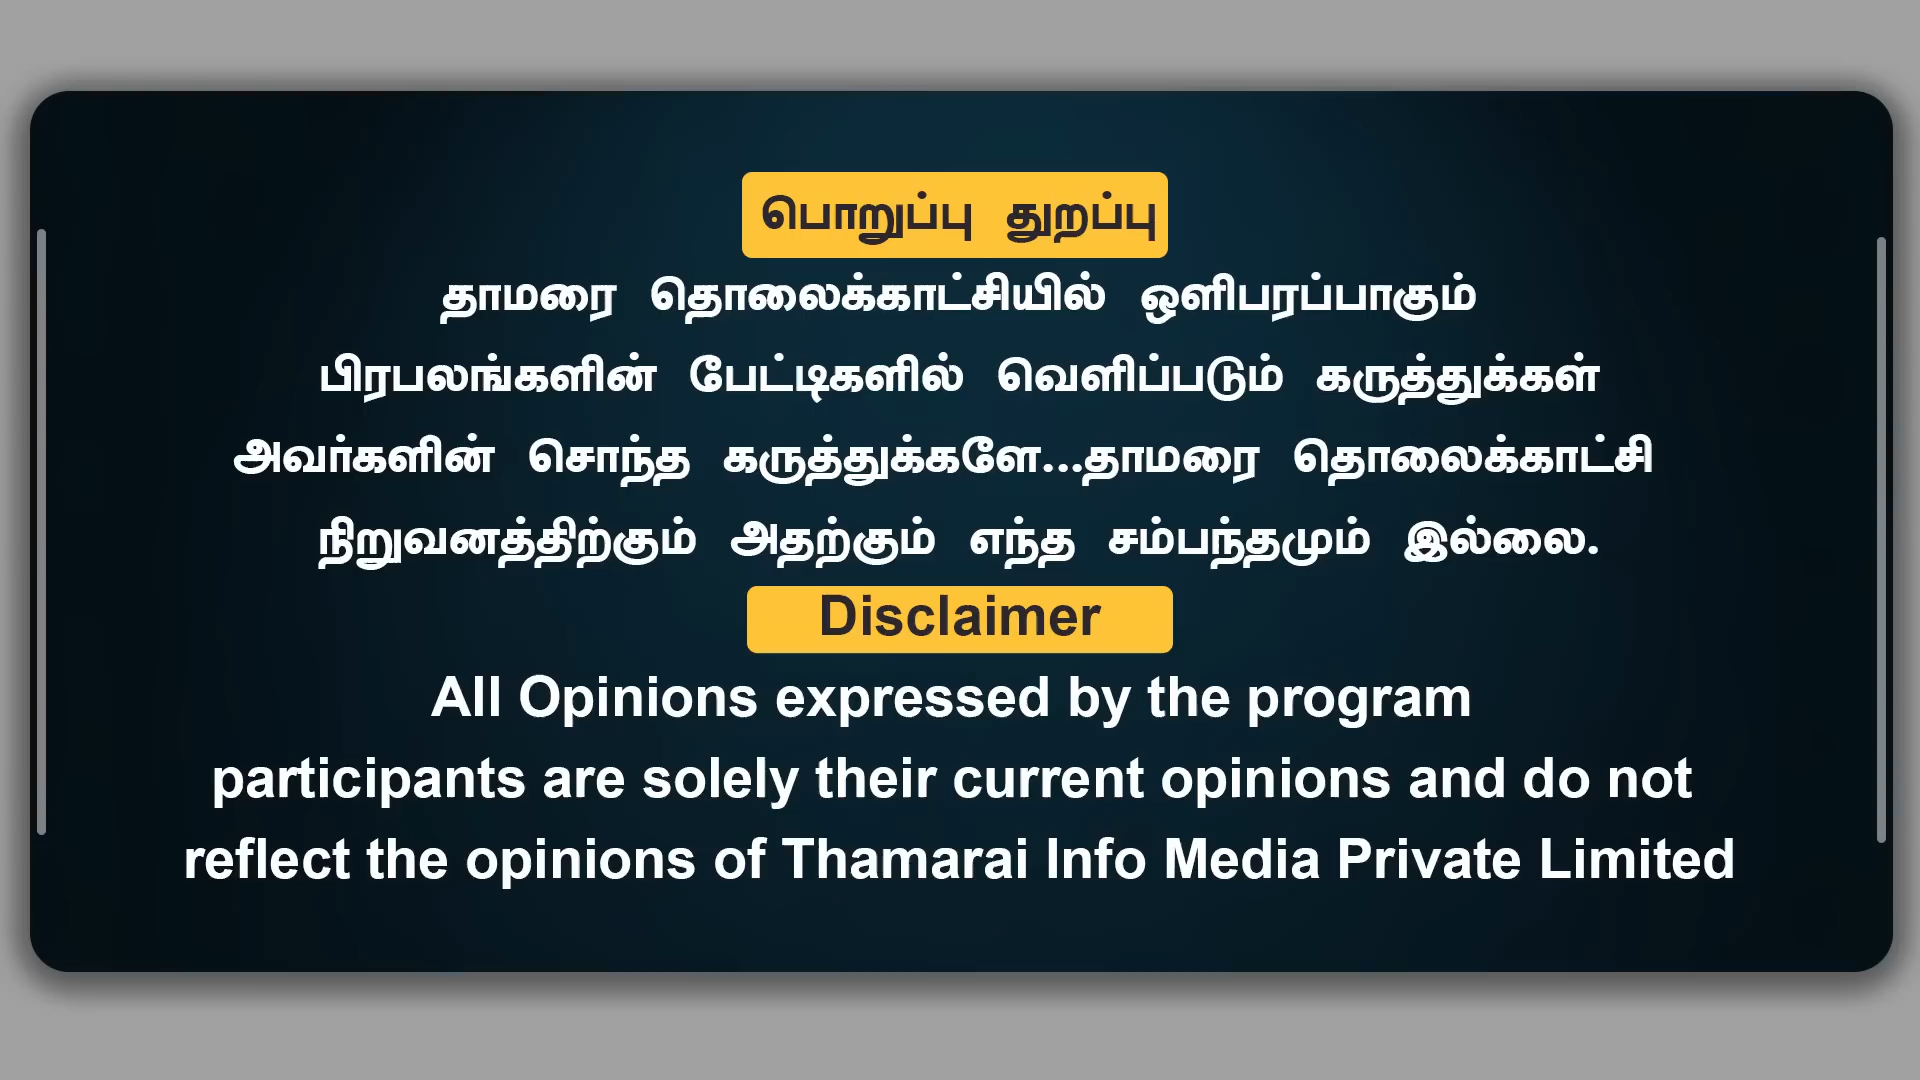 பொறுப்பு துறப்பு
தாமரை தொலைக்காட்சியில் ஒளிபரப்பாகும்
பிரபலங்களின் பேட்டிகளில் வெளிப்படும் கருத்துக்கள்
அவர்களின் சொந்த கருத்துக்களே...தாமரை தொலைக்காட்சி
நிறுவனத்திற்கும் அதற்கும் எந்த சம்பந்தமும் இல்லை.
Disclaimer
All Opinions expressed by the program
participants are solely their current opinions and do not
reflect the opinions of Thamarai Info Media Private Limited